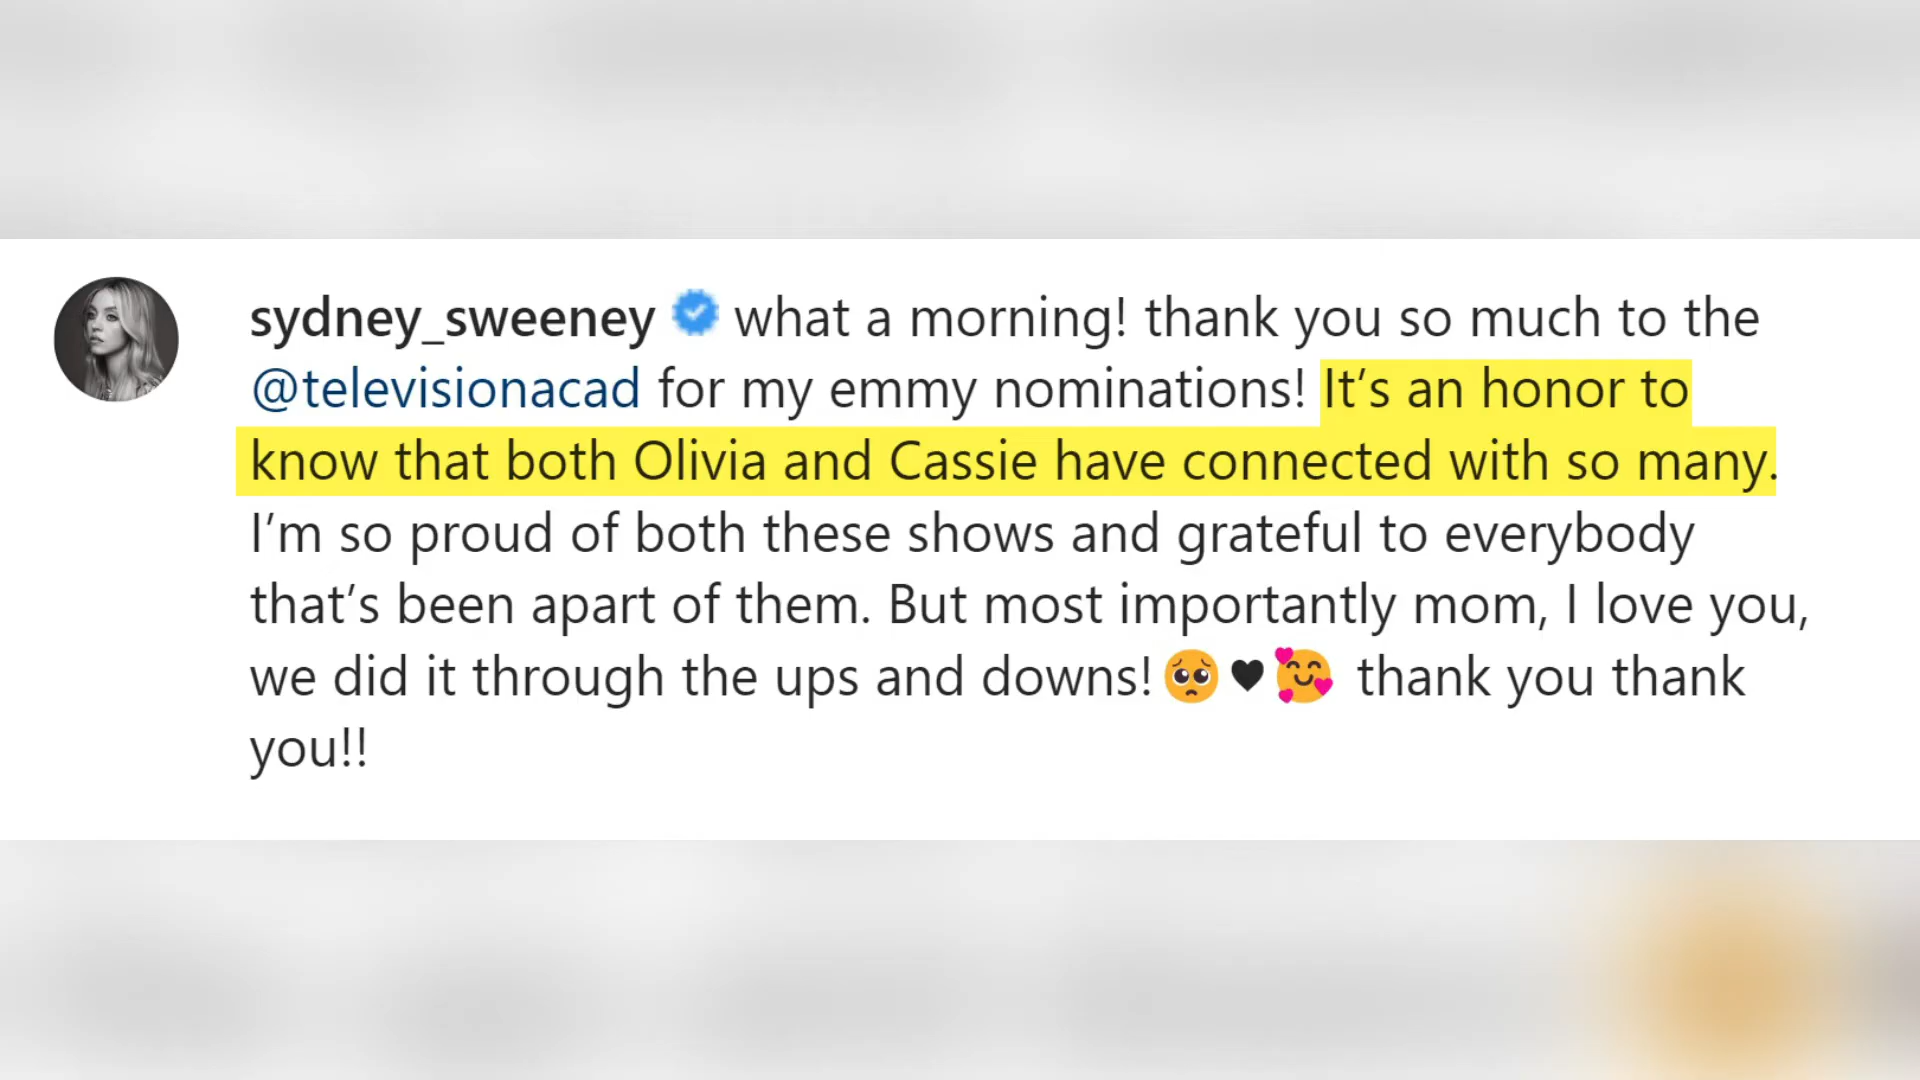 sydney_sweeney what a morning! thank you so much to the
@televisionacad for my emmy nominations! It’s an honor to
know that both Olivia and Cassie have connected with so many.
I’m so proud of both these shows and grateful to everybody
that’s been apart of them. But most importantly mom, I love you,
we did it through the ups and downs!🥺🖤🥰 thank you thank
you!!